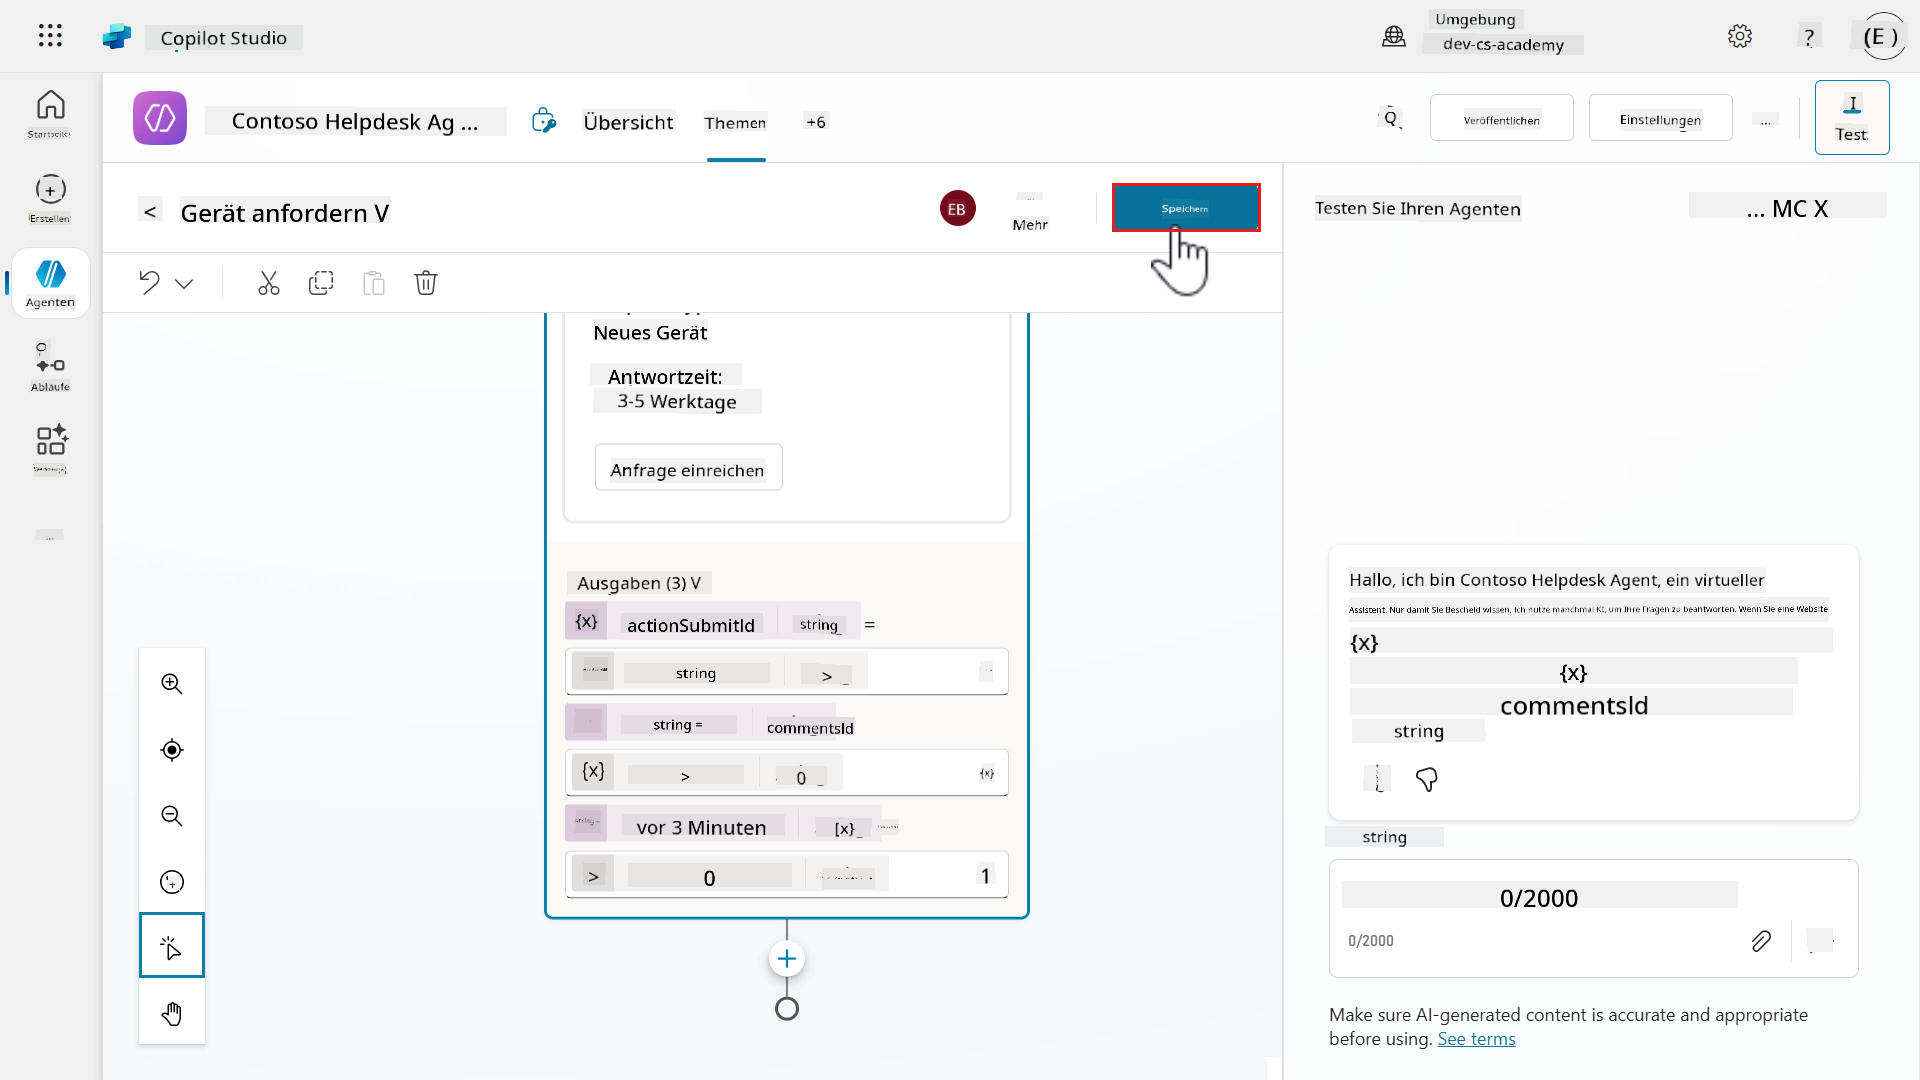 Copilot Studio
Umgebung
dev-cs-academy
?
(E )
Startseite
Contoso Helpdesk Ag ...
Übersicht
Themen
+6
Q
Veröffentlichen
Einstellungen
...
I
Test
Erstellen
< Gerät anfordern V
EB
Mehr
Speichern
Testen Sie Ihren Agenten
... MC X
Agenten
Abläufe
Neues Gerät
Antwortzeit:
3-5 Werktage
Anfrage einreichen
Ausgaben (3) V
{x} actionSubmitId string =
string >
string = commentsId
{x} > 0 {x}
string = vor 3 Minuten [x}
> 0 1
Hallo, ich bin Contoso Helpdesk Agent, ein virtueller
Assistent. Nur damit Sie Bescheid wissen, ich nutze manchmal KI, um Ihre Fragen zu beantworten. Wenn Sie eine Website
{x}
{x}
commentsId
string
string
0/2000
0/2000
Make sure AI-generated content is accurate and appropriate
before using. See terms